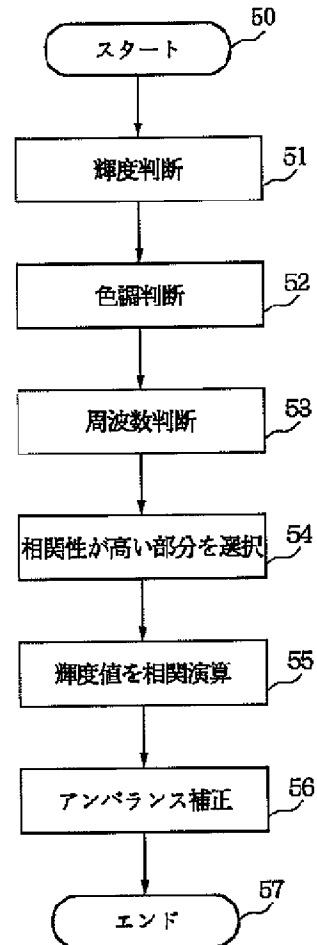 50
スタート
51
輝度判断
52
色調判断
53
周波数判断
54
相関性が高い部分を選択
55
輝度値を相関演算
56
アンバランス補正
57
エンド